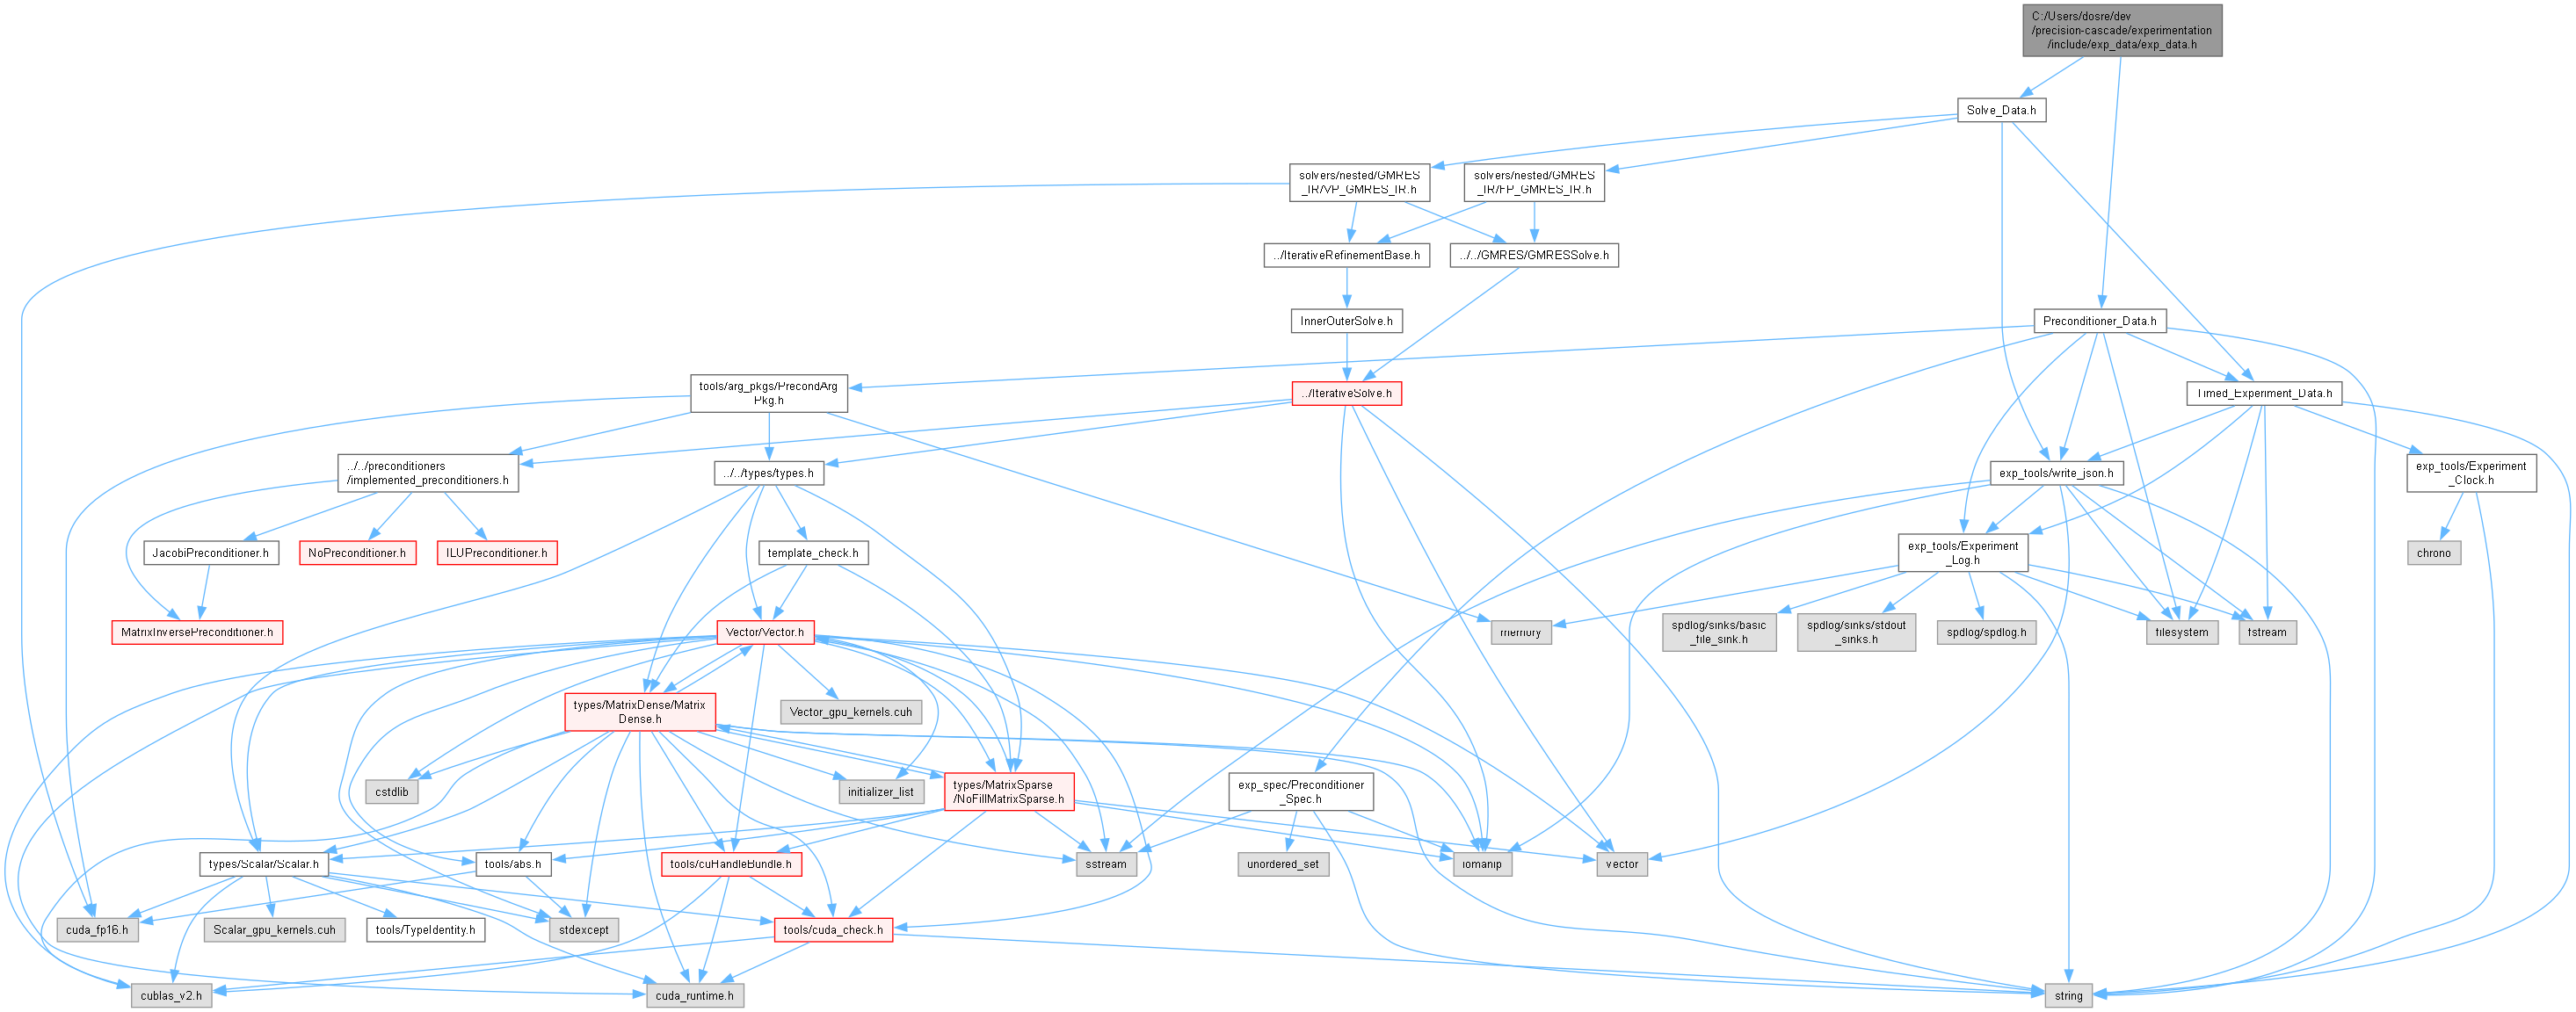 C:/Users/dosre/dev
/precision-cascade/experimentation
/include/exp_data/exp_data.h
Solve_Data.h
solvers/nested/GMRES
_IR/VP_GMRES_IR.h
solvers/nested/GMRES
_IR/FP_GMRES_IR.h
../IterativeRefinementBase.h
../../GMRES/GMRESSolve.h
InnerOuterSolve.h
Preconditioner_Data.h
tools/arg_pkgs/PrecondArg
Pkg.h
../IterativeSolve.h
Timed_Experiment_Data.h
../../preconditioners
/implemented_preconditioners.h
../../types/types.h
exp_tools/write_json.h
exp_tools/Experiment
_Clock.h
JacobiPreconditioner.h
NoPreconditioner.h
ILUPreconditioner.h
template_check.h
exp_tools/Experiment
_Log.h
chrono
MatrixInversePreconditioner.h
Vector/Vector.h
memory
spdlog/sinks/basic
_file_sink.h
spdlog/sinks/stdout
_sinks.h
spdlog/spdlog.h
filesystem
fstream
types/MatrixDense/Matrix
Dense.h
Vector_gpu_kernels.cuh
cstdlib
initializer_list
types/MatrixSparse
/NoFillMatrixSparse.h
exp_spec/Preconditioner
_Spec.h
types/Scalar/Scalar.h
tools/abs.h
tools/cuHandleBundle.h
sstream
unordered_set
iomanip
vector
cuda_fp16.h
Scalar_gpu_kernels.cuh
tools/TypeIdentity.h
stdexcept
tools/cuda_check.h
cublas_v2.h
cuda_runtime.h
string